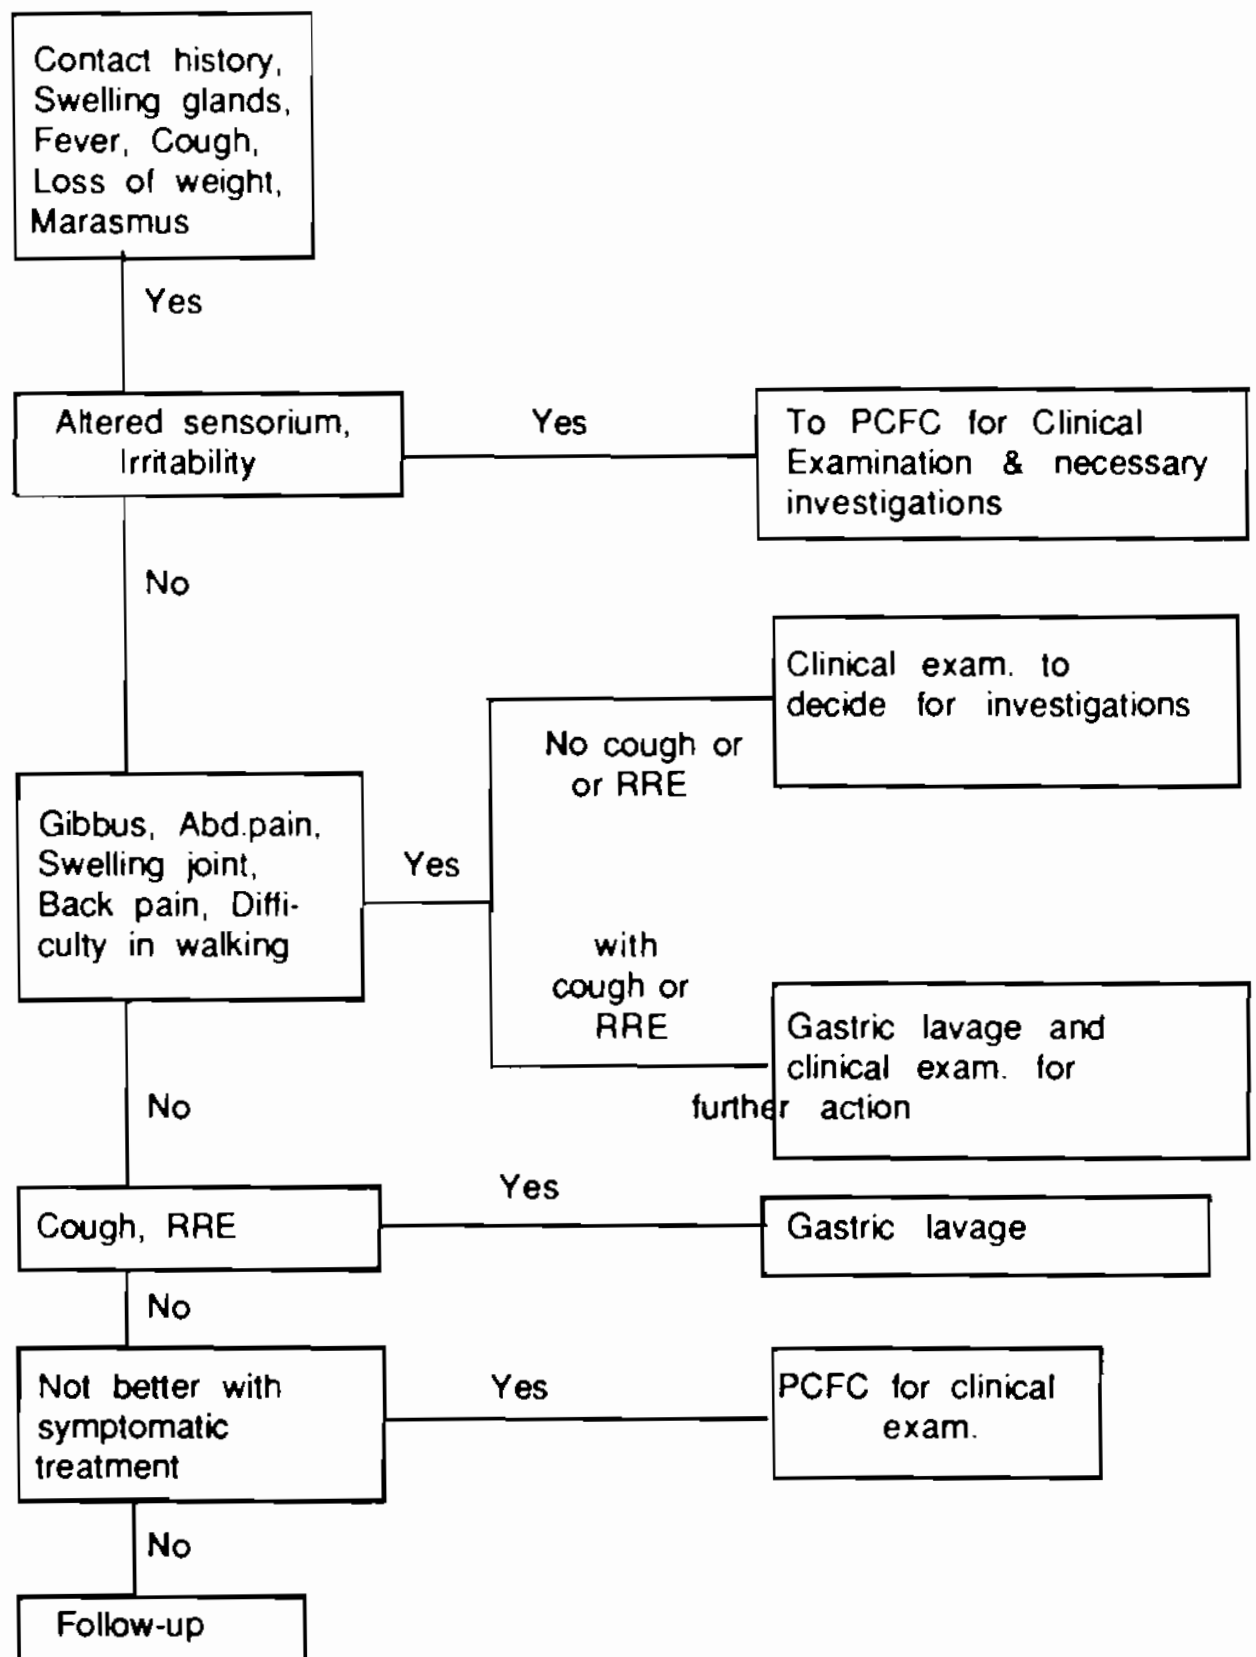 Contact history,
Swelling glands,
Fever, Cough,
Loss of weight,
Marasmus
Yes
Altered sensorium,
Irritability
Yes
To PCFC for Clinical
Examination & necessary
investigations
No
Clinical exam. to
decide for investigations
No cough or
or RRE
Gibbus, Abd.pain,
Swelling joint,
Back pain, Diffi-
culty in walking
Yes
with
cough or
RRE
Gastric lavage and
clinical exam. for
further action
No
Cough, RRE
Yes
Gastric lavage
No
Not better with
symptomatic
treatment
Yes
PCFC for clinical
exam.
No
Follow-up